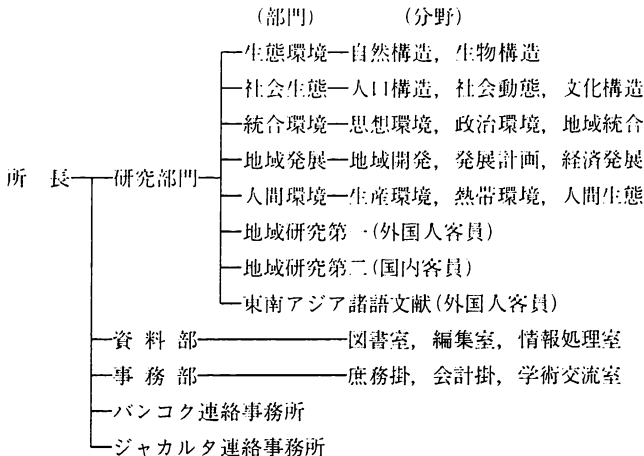 (部門) (分野)
生態環境 自然構造, 生物構造
社会生態 人口構造, 社会動態, 文化構造
統合環境 思想環境, 政治環境, 地域統合
地域発展 地域開発, 発展計画, 経済発展
所長 研究部門 人間環境 生産環境, 熱帯環境, 人間生態
地域研究第一(外国人客員)
地域研究第二(国内客員)
東南アジア諸語文献(外国人客員)
資料部 図書室, 編集室, 情報処理室
事務部 庶務掛, 会計掛, 学術交流室
バンコク連絡事務所
ジャカルタ連絡事務所